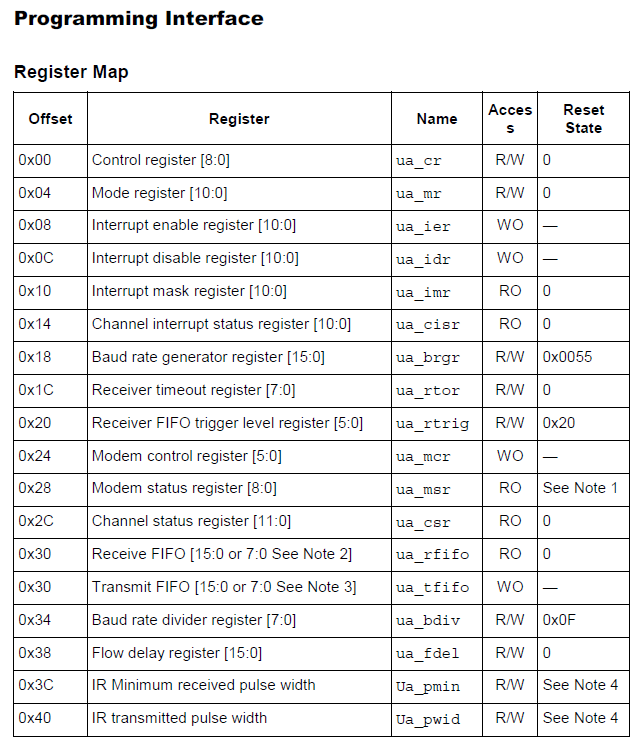 Programming Interface
Register Map
Offset Register Name Acces s Reset State
0x00 Control register [8:0] ua_cr R/W 0
0x04 Mode register [10:0] ua_mr R/W 0
0x08 Interrupt enable register [10:0] ua_ier WO —
0x0C Interrupt disable register [10:0] ua_idr WO —
0x10 Interrupt mask register [10:0] ua_imr RO 0
0x14 Channel interrupt status register [10:0] ua_cisr RO 0
0x18 Baud rate generator register [15:0] ua_brgr R/W 0x0055
0x1C Receiver timeout register [7:0] ua_rtor R/W 0
0x20 Receiver FIFO trigger level register [5:0] ua_rtrig R/W 0x20
0x24 Modem control register [5:0] ua_mcr WO —
0x28 Modem status register [8:0] ua_msr RO See Note 1
0x2C Channel status register [11:0] ua_csr RO 0
0x30 Receive FIFO [15:0 or 7:0 See Note 2] ua_rfifo RO 0
0x30 Transmit FIFO [15:0 or 7:0 See Note 3] ua_tfifo WO —
0x34 Baud rate divider register [7:0] ua_bdiv R/W 0x0F
0x38 Flow delay register [15:0] ua_fdel R/W 0
0x3C IR Minimum received pulse width Ua_pmin R/W See Note 4
0x40 IR transmitted pulse width Ua_pwid R/W See Note 4